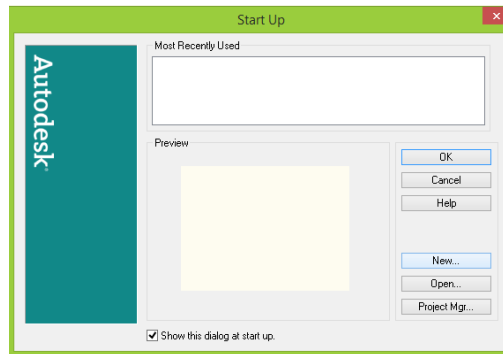 Start Up
Most Recently Used
Autodesk
Preview
OK
Cancel
Help
New...
Open...
Project Mgr...
Show this dialog at start up.